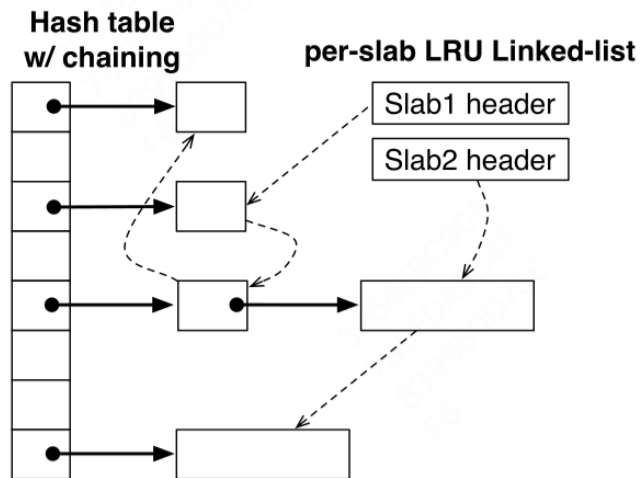 Hash table
w/ chaining
per-slab LRU Linked-list
Slab1 header
Slab2 header